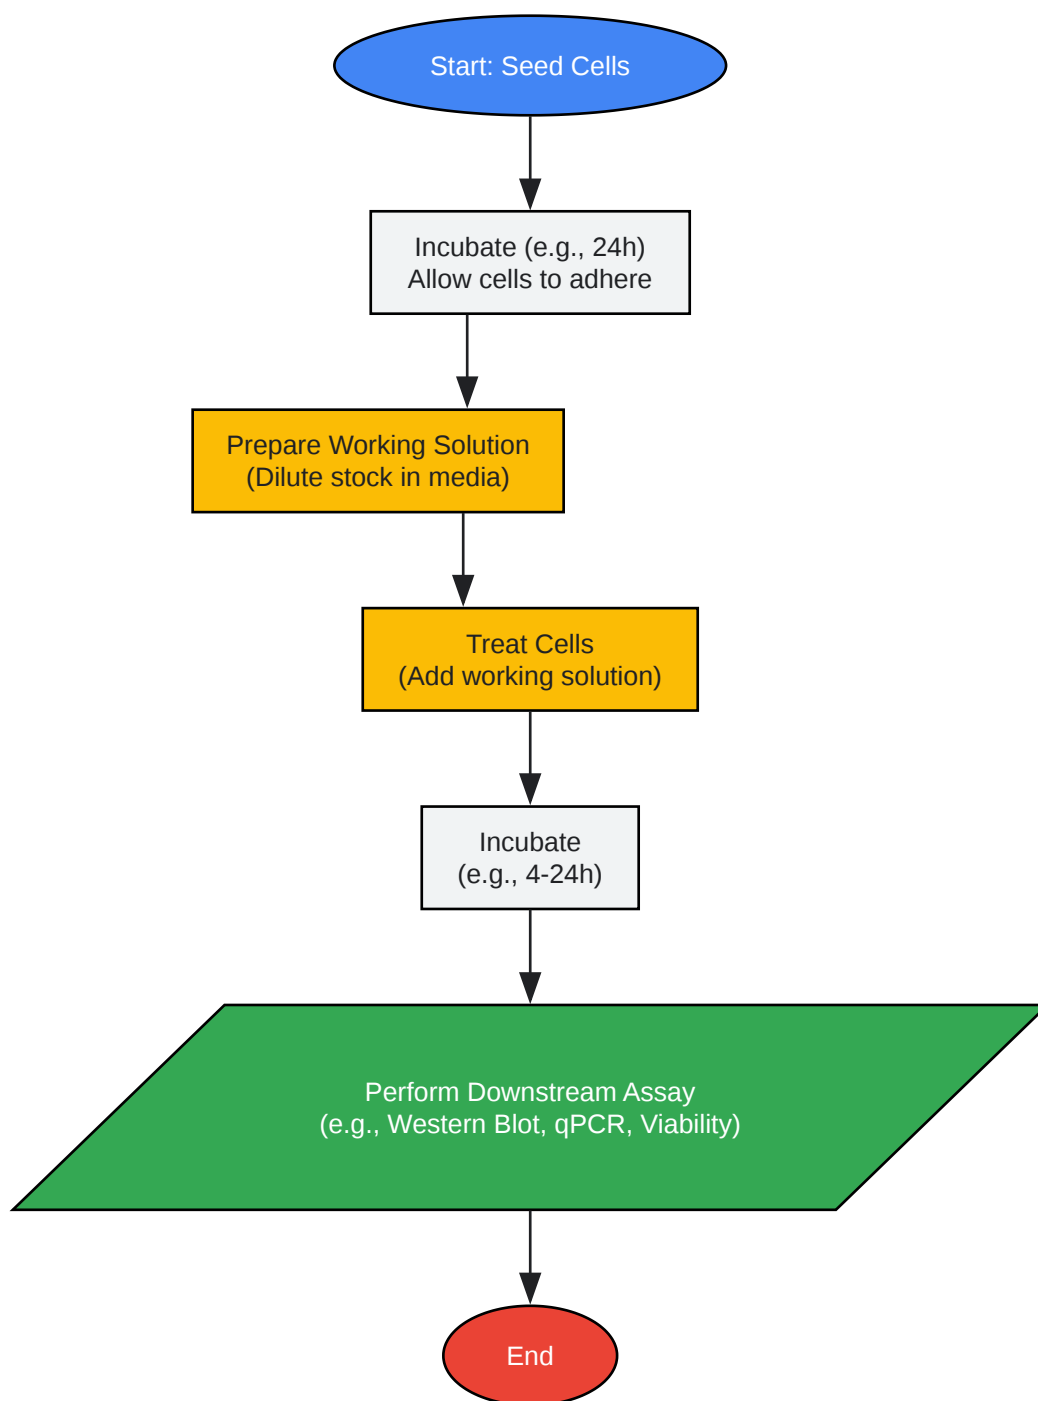 Start: Seed Cells
Incubate (e.g., 24h)
Allow cells to adhere
Prepare Working Solution
(Dilute stock in media)
Treat Cells
(Add working solution)
Incubate
(e.g., 4-24h)
Perform Downstream Assay
(e.g., Western Blot, qPCR, Viability)
End